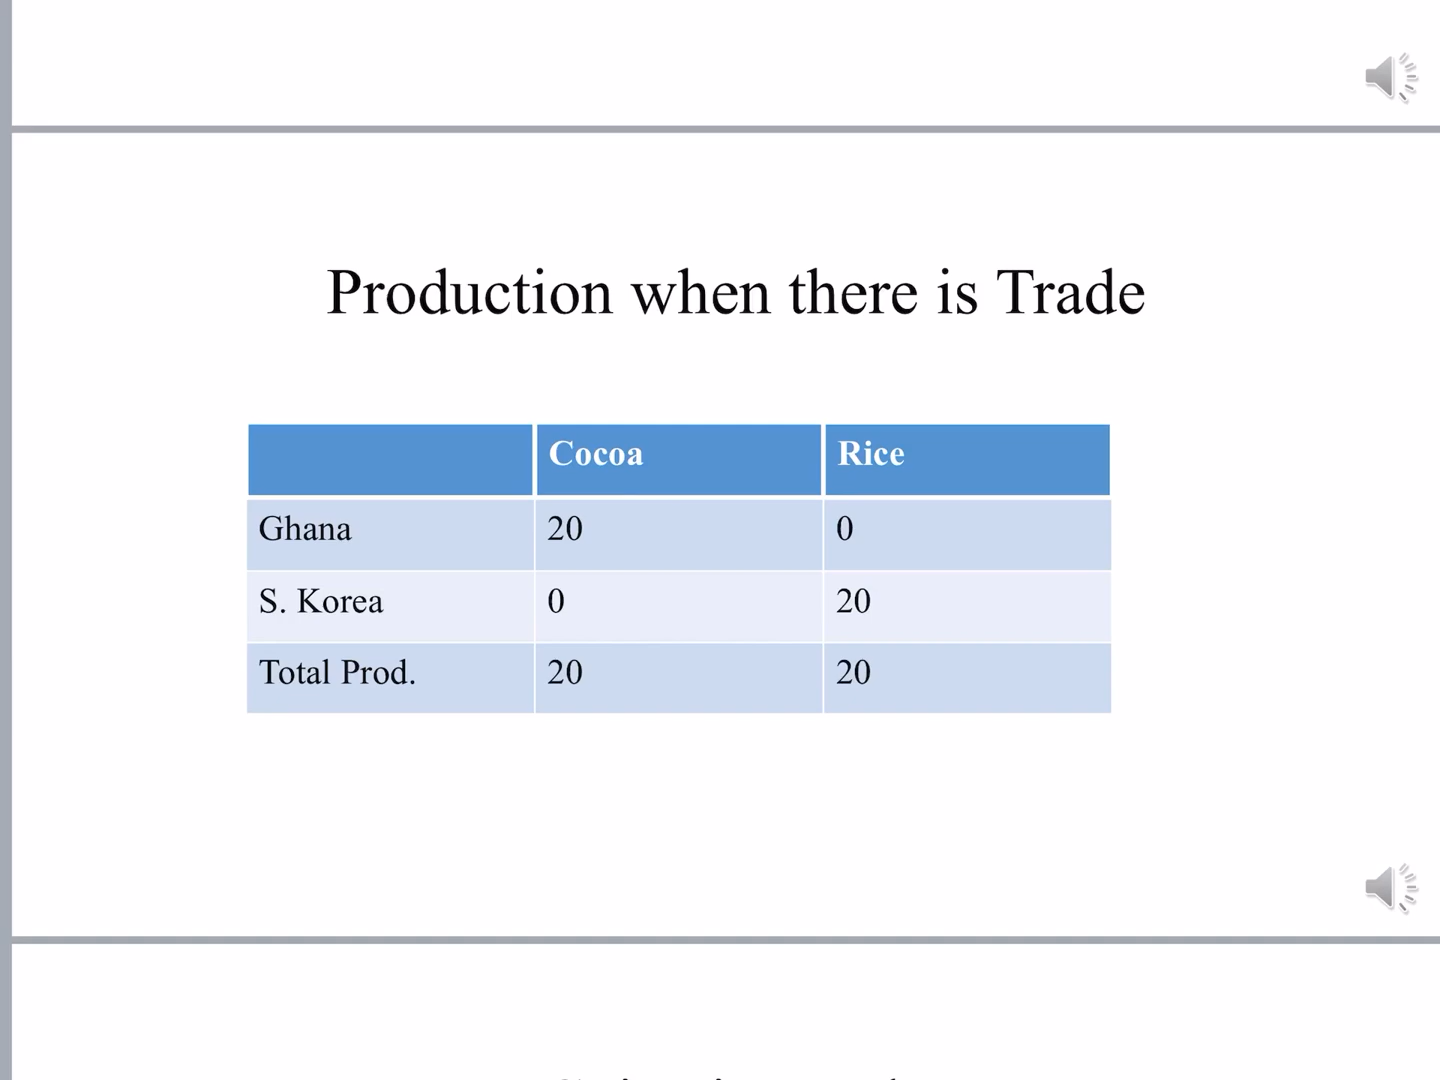 Production when there is Trade
Cocoa Rice
Ghana 20 0
S. Korea 0 20
Total Prod. 20 20